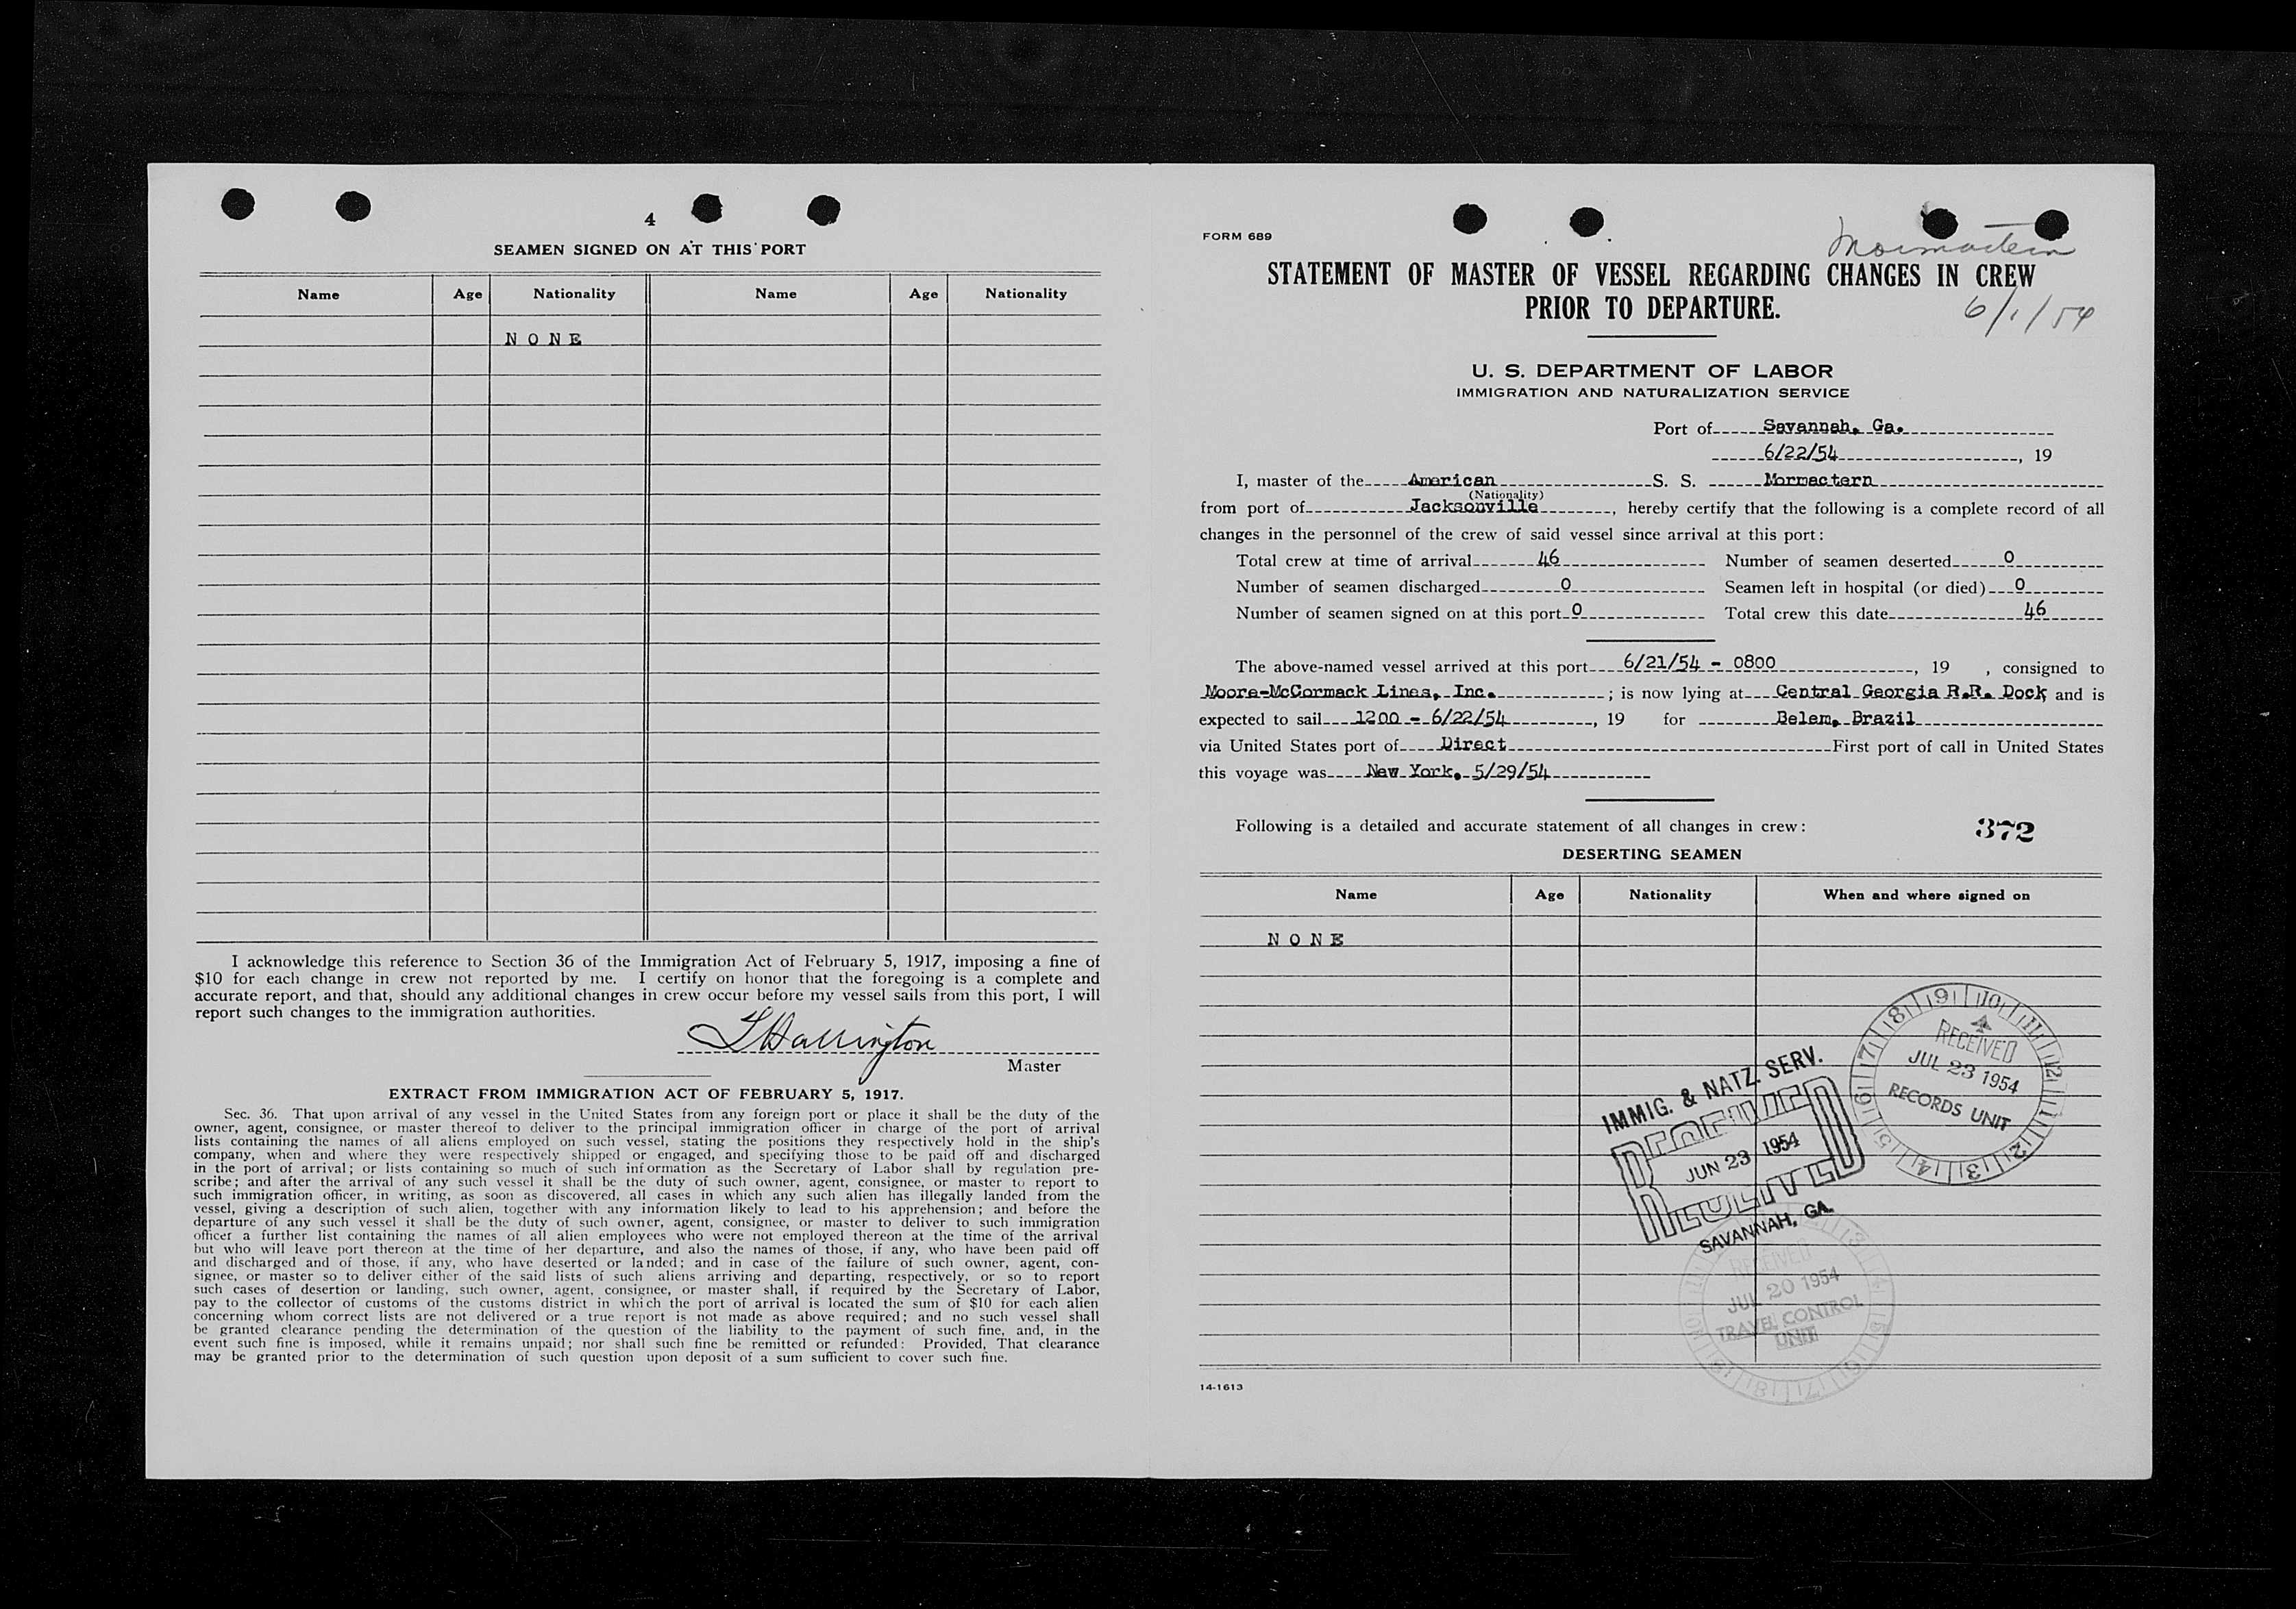 4
SEAMEN SIGNED ON AT THIS PORT
Name Age Nationality Name Age Nationality
NONE
I acknowledge this reference to Section 36 of the Immigration Act of February 5, 1917, imposing a fine of
$10 for each change in crew not reported by me. I certify on honor that the foregoing is a complete and
accurate report, and that, should any additional changes in crew occur before my vessel sails from this port, I will
report such changes to the immigration authorities.
Harrington
Master
EXTRACT FROM IMMIGRATION ACT OF FEBRUARY 5, 1917.
Sec. 36. That upon arrival of any vessel in the United States from any foreign port or place it shall be the duty of the
owner, agent, consignee, or master thereof to deliver to the principal immigration officer in charge of the port of arrival
lists containing the names of all aliens employed on such vessel, stating the positions they respectively hold in the ship's
company, when and where they were respectively shipped or engaged, and specifying those to be paid off and discharged
in the port of arrival; or lists containing so much of such information as the Secretary of Labor shall by regulation pre-
scribe; and after the arrival of any such vessel it shall be the duty of such owner, agent, consignee, or master to report to
such immigration officer, in writing, as soon as discovered, all cases in which any such alien has illegally landed from the
vessel, giving a description of such alien, together with any information likely to lead to his apprehension; and before the
departure of any such vessel it shall be the duty of such owner, agent, consignee, or master to deliver to such immigration
officer a further list containing the names of all alien employees who were not employed thereon at the time of the arrival
but who will leave port thereon at the time of her departure, and also the names of those, if any, who have been paid off
and discharged and of those, if any, who have deserted or landed; and in case of the failure of such owner, agent, con-
signee, or master so to deliver either of the said lists of such aliens arriving and departing, respectively, or so to report
such cases of desertion or landing, such owner, agent, consignee, or master shall, if required by the Secretary of Labor,
pay to the collector of customs of the customs district in which the port of arrival is located the sum of $10 for each alien
concerning whom correct lists are not delivered or a true report is not made as above required; and no such vessel shall
be granted clearance pending the determination of the question of the liability to the payment of such fine, and, in the
event such fine is imposed, while it remains unpaid; nor shall such fine be remitted or refunded: Provided, That clearance
may be granted prior to the determination of such question upon deposit of a sum sufficient to cover such fine.
FORM 689
Mormactern
STATEMENT OF MASTER OF VESSEL REGARDING CHANGES IN CREW
PRIOR TO DEPARTURE.
6/1/54
U. S. DEPARTMENT OF LABOR
IMMIGRATION AND NATURALIZATION SERVICE
Port of Savannah, Ga.
6/22/54, 19
I, master of the American S. S. Mormactern
(Nationality)
from port of Jacksonville, hereby certify that the following is a complete record of all
changes in the personnel of the crew of said vessel since arrival at this port:
Total crew at time of arrival 46 Number of seamen deserted 0
Number of seamen discharged 0 Seamen left in hospital (or died) 0
Number of seamen signed on at this port 0 Total crew this date 46
The above-named vessel arrived at this port 6/21/54 - 0800, 19 , consigned to
Moore-McCormack Lines, Inc. ; is now lying at Central Georgia R.R. Dock and is
expected to sail 1200 - 6/22/54, 19 for Belem, Brazil
via United States port of Direct First port of call in United States
this voyage was New York, 5/29/54
Following is a detailed and accurate statement of all changes in crew:
372
DESERTING SEAMEN
Name Age Nationality When and where signed on
NONE
RECEIVED
JUL 23 1954
RECORDS UNIT
IMMIG. & NATZ. SERV.
RECEIVED
JUN 23 1954
SAVANNAH, GA.
RECEIVED
JUL 20 1954
TRAVEL CONTROL
UNIT
14-1613